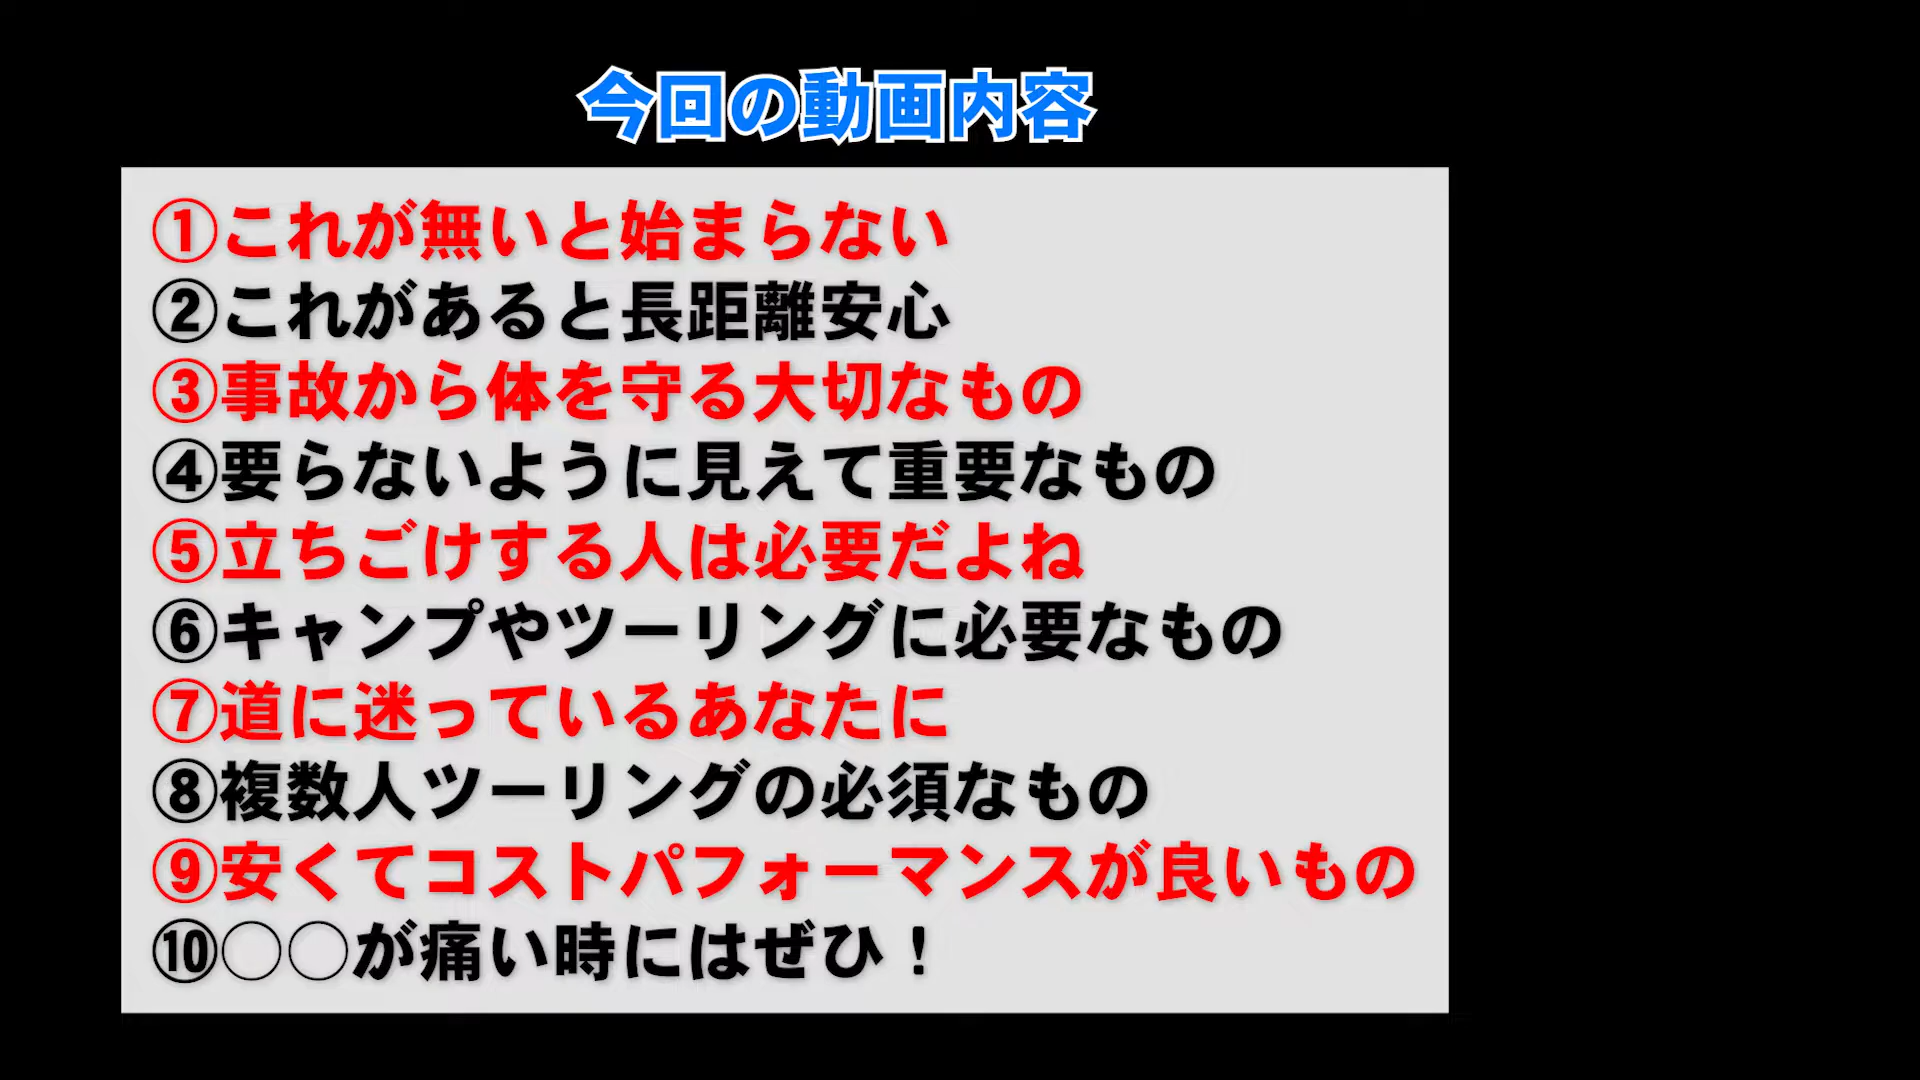 今回の動画内容
①これが無いと始まらない
②これがあると長距離安心
③事故から体を守る大切なもの
④要らないように見えて重要なもの
⑤立ちごけする人は必要だよね
⑥キャンプやツーリングに必要なもの
⑦道に迷っているあなたに
⑧複数人ツーリングの必須なもの
⑨安くてコストパフォーマンスが良いもの
⑩◯◯が痛い時にはぜひ！